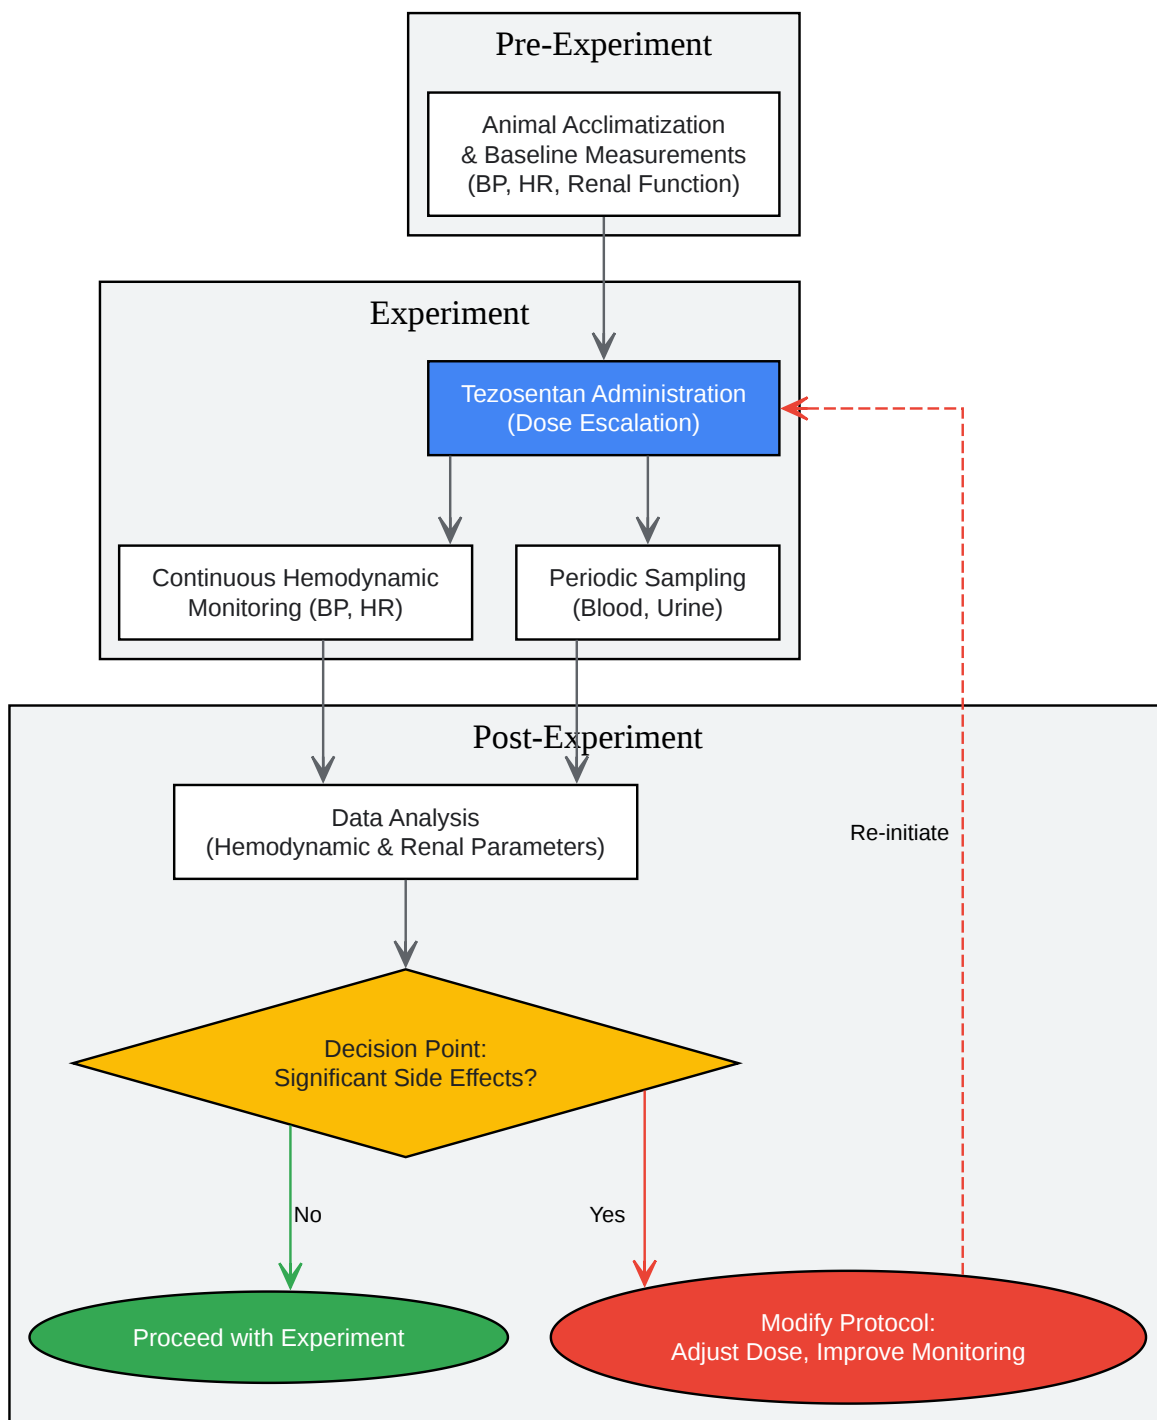 Pre-Experiment
Animal Acclimatization
& Baseline Measurements
(BP, HR, Renal Function)
Experiment
Tezosentan Administration
(Dose Escalation)
Continuous Hemodynamic
Monitoring (BP, HR)
Periodic Sampling
(Blood, Urine)
Post-Experiment
Data Analysis
(Hemodynamic & Renal Parameters)
Re-initiate
Decision Point:
Significant Side Effects?
No
Yes
Proceed with Experiment
Modify Protocol:
Adjust Dose, Improve Monitoring